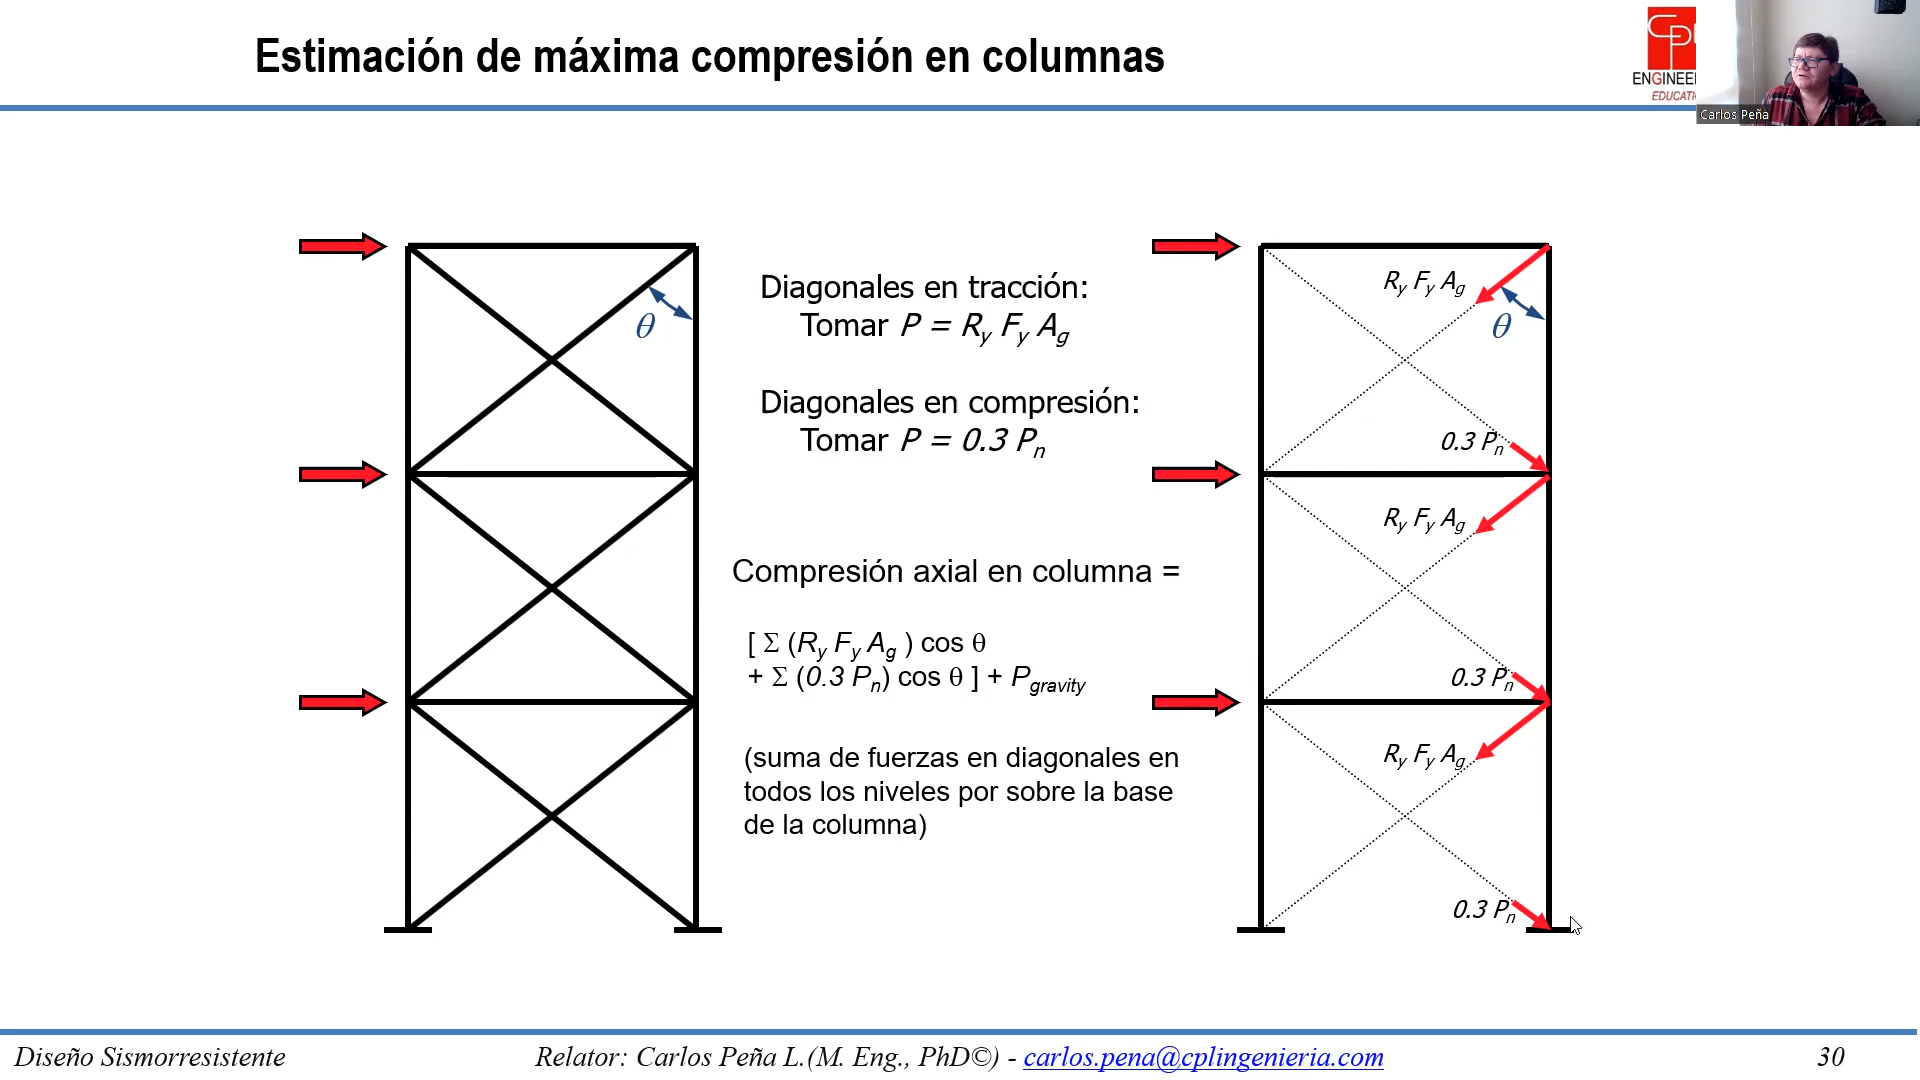 Estimación de máxima compresión en columnas
CPL
ENGINEE
EDUCATI
Carlos Peña
θ
Diagonales en tracción:
Tomar P = Ry Fy Ag
Diagonales en compresión:
Tomar P = 0.3 Pn
Compresión axial en columna =
[ Σ (Ry Fy Ag ) cos θ
+ Σ (0.3 Pn) cos θ ] + Pgravity
(suma de fuerzas en diagonales en
todos los niveles por sobre la base
de la columna)
Ry Fy Ag
θ
0.3 Pn
Ry Fy Ag
0.3 Pn
Ry Fy Ag
0.3 Pn
Diseño Sismorresistente
Relator: Carlos Peña L.(M. Eng., PhD©) - carlos.pena@cplingenieria.com
30